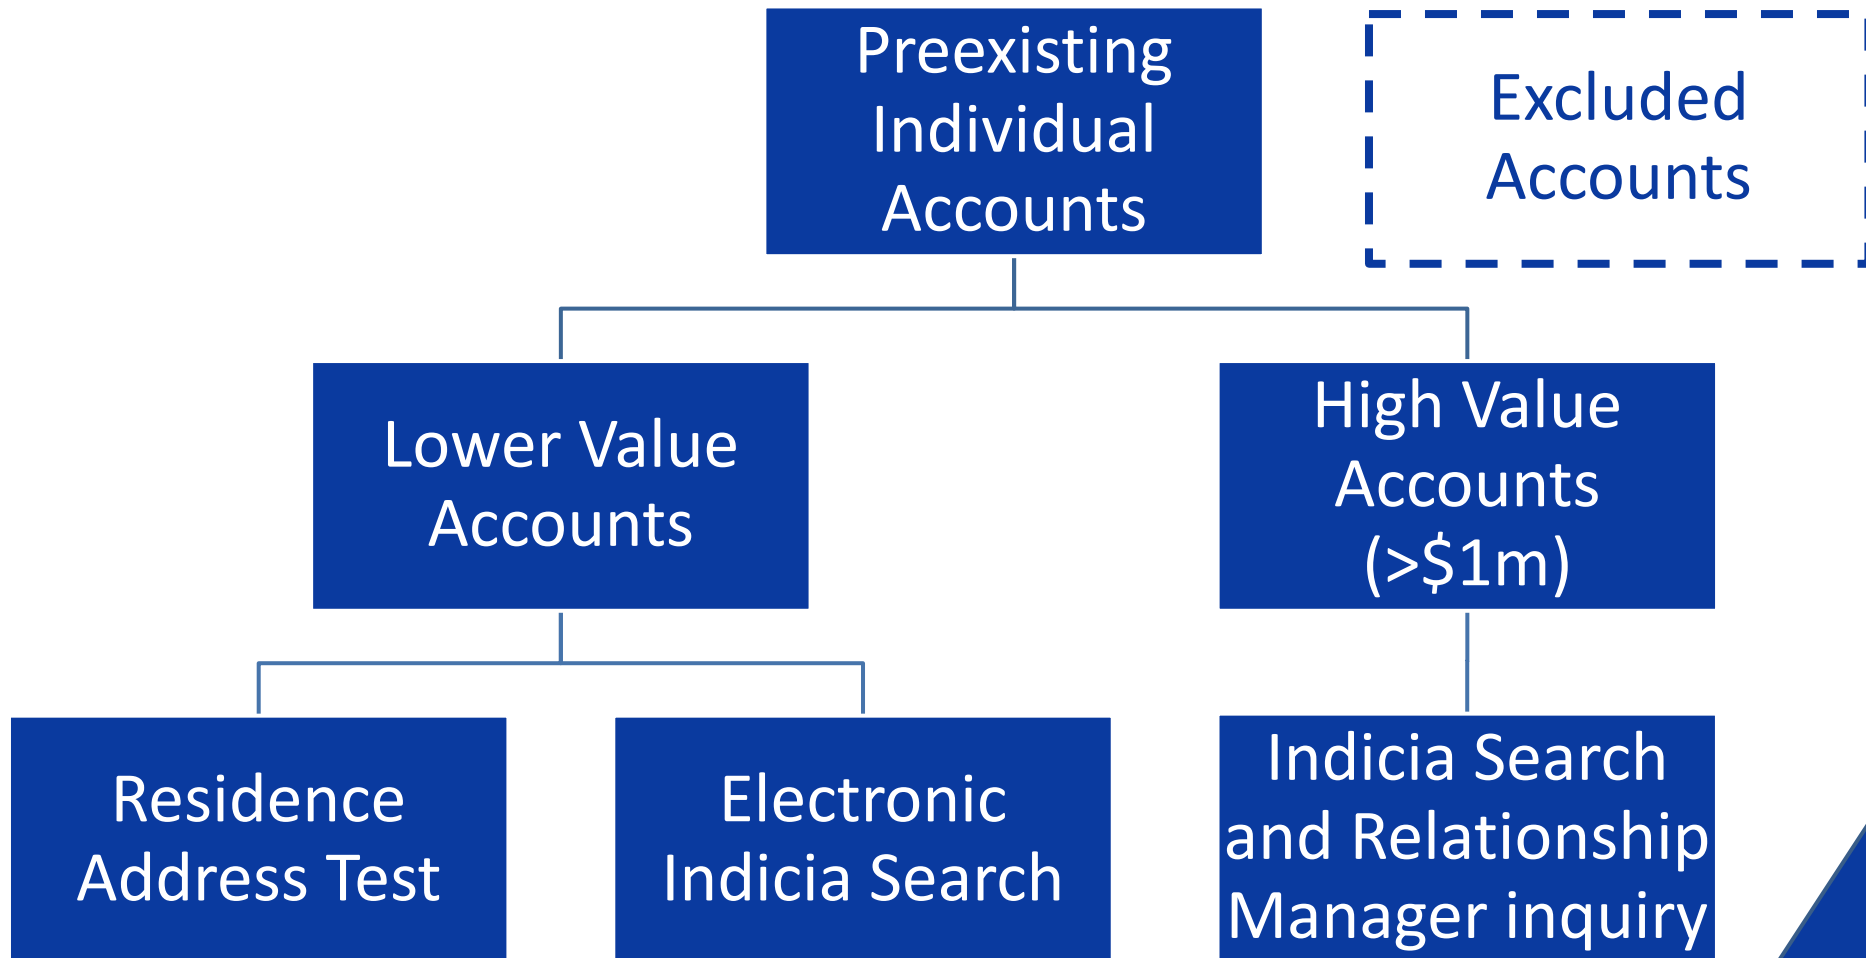 Preexisting
Individual
Accounts
Excluded
Accounts
Lower Value
Accounts
High Value
Accounts
(>$1m)
Residence
Address Test
Electronic
Indicia Search
Indicia Search
and Relationship
Manager inquiry